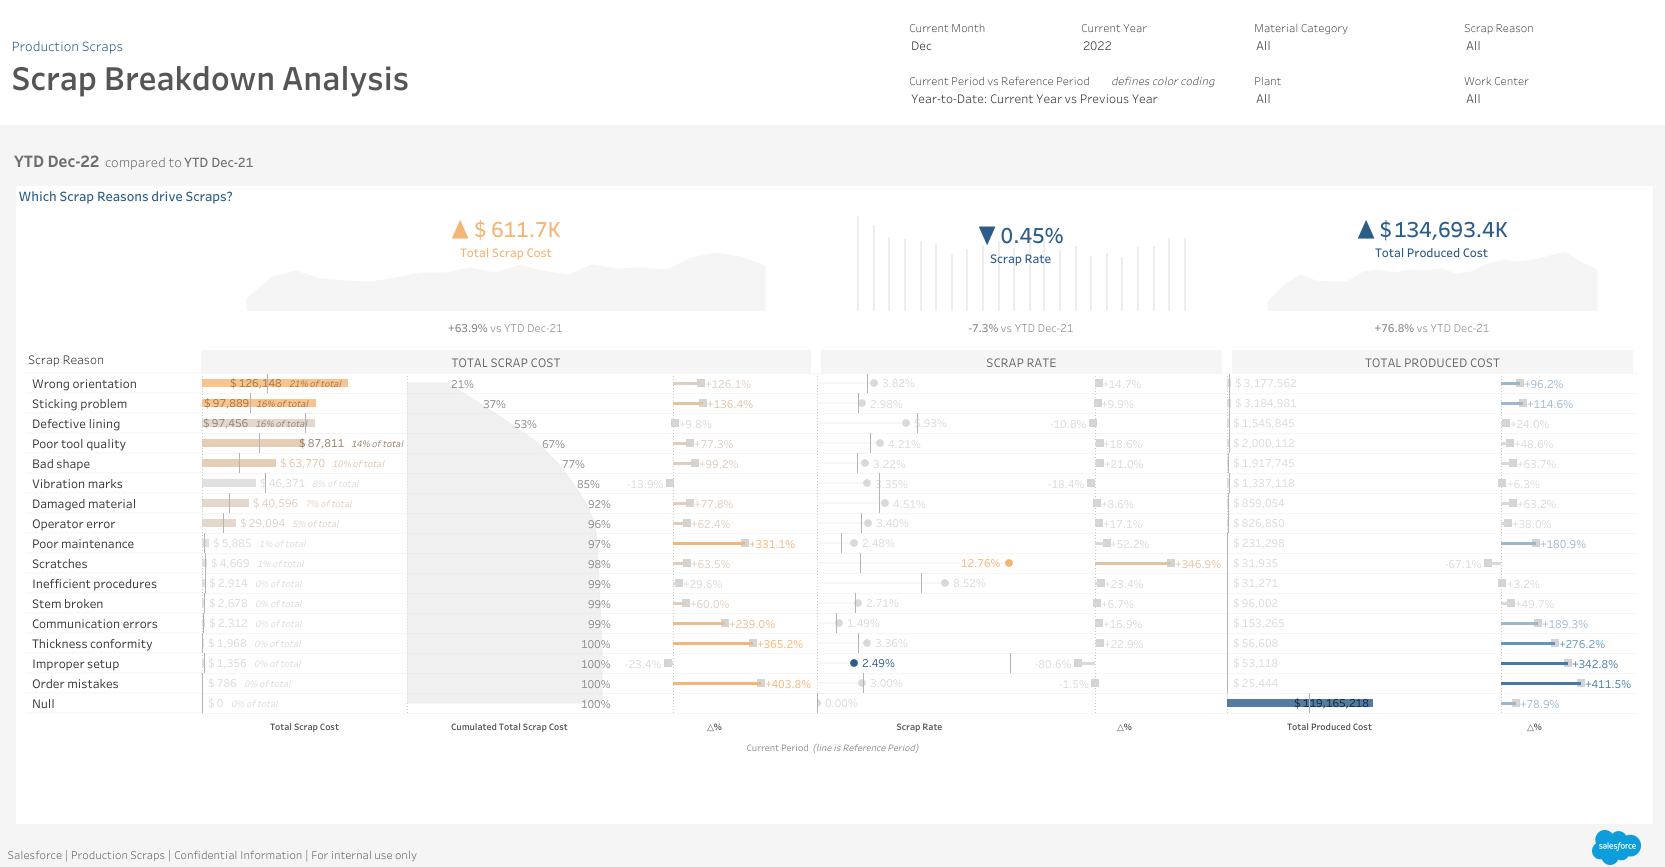 Production Scraps
Scrap Breakdown Analysis
Current Month Current Year Material Category Scrap Reason
Dec 2022 All All
Current Period vs Reference Period defines color coding Plant Work Center
Year-to-Date: Current Year vs Previous Year All All
YTD Dec-22 compared to YTD Dec-21
Which Scrap Reasons drive Scraps?
▲ $ 611.7K ▼ 0.45% ▲ $ 134,693.4K
Total Scrap Cost Scrap Rate Total Produced Cost
+63.9% vs YTD Dec-21 -7.3% vs YTD Dec-21 +76.8% vs YTD Dec-21
Scrap Reason TOTAL SCRAP COST SCRAP RATE TOTAL PRODUCED COST
Wrong orientation $ 126,148 21% of total 21% +126.1% 3.82% +14.7% $ 3,177,562 +96.2%
Sticking problem $ 97,889 16% of total 37% +136.4% 2.98% +9.9% $ 3,184,981 +114.6%
Defective lining $ 97,456 16% of total 53% +9.8% 5.93% -10.8% $ 1,545,845 +24.0%
Poor tool quality $ 87,811 14% of total 67% +77.3% 4.21% +18.6% $ 2,000,112 +48.6%
Bad shape $ 63,770 10% of total 77% +99.2% 3.22% +21.0% $ 1,917,745 +63.7%
Vibration marks $ 46,371 8% of total 85% -13.9% 3.35% -18.4% $ 1,337,118 +6.3%
Damaged material $ 40,596 7% of total 92% +77.8% 4.51% +8.6% $ 859,054 +63.2%
Operator error $ 29,094 5% of total 96% +62.4% 3.40% +17.1% $ 826,850 +38.0%
Poor maintenance $ 5,885 1% of total 97% +331.1% 2.48% +52.2% $ 231,298 +180.9%
Scratches $ 4,669 1% of total 98% +63.5% 12.76% +346.9% $ 31,935 -67.1%
Inefficient procedures $ 2,914 0% of total 99% +29.6% 8.52% +23.4% $ 31,271 +3.2%
Stem broken $ 2,678 0% of total 99% +60.0% 2.71% +6.7% $ 96,002 +49.7%
Communication errors $ 2,312 0% of total 99% +239.0% 1.49% +16.9% $ 153,265 +189.3%
Thickness conformity $ 1,968 0% of total 100% +365.2% 3.36% +22.9% $ 56,608 +276.2%
Improper setup $ 1,356 0% of total 100% -23.4% 2.49% -80.6% $ 53,118 +342.8%
Order mistakes $ 786 0% of total 100% +403.8% 3.00% -1.5% $ 25,444 +411.5%
Null $ 0 0% of total 100% 0.00% $ 119,165,218 +78.9%
Total Scrap Cost Cumulated Total Scrap Cost △% Scrap Rate △% Total Produced Cost △%
Current Period (line is Reference Period)
Salesforce | Production Scraps | Confidential Information | For internal use only
salesforce